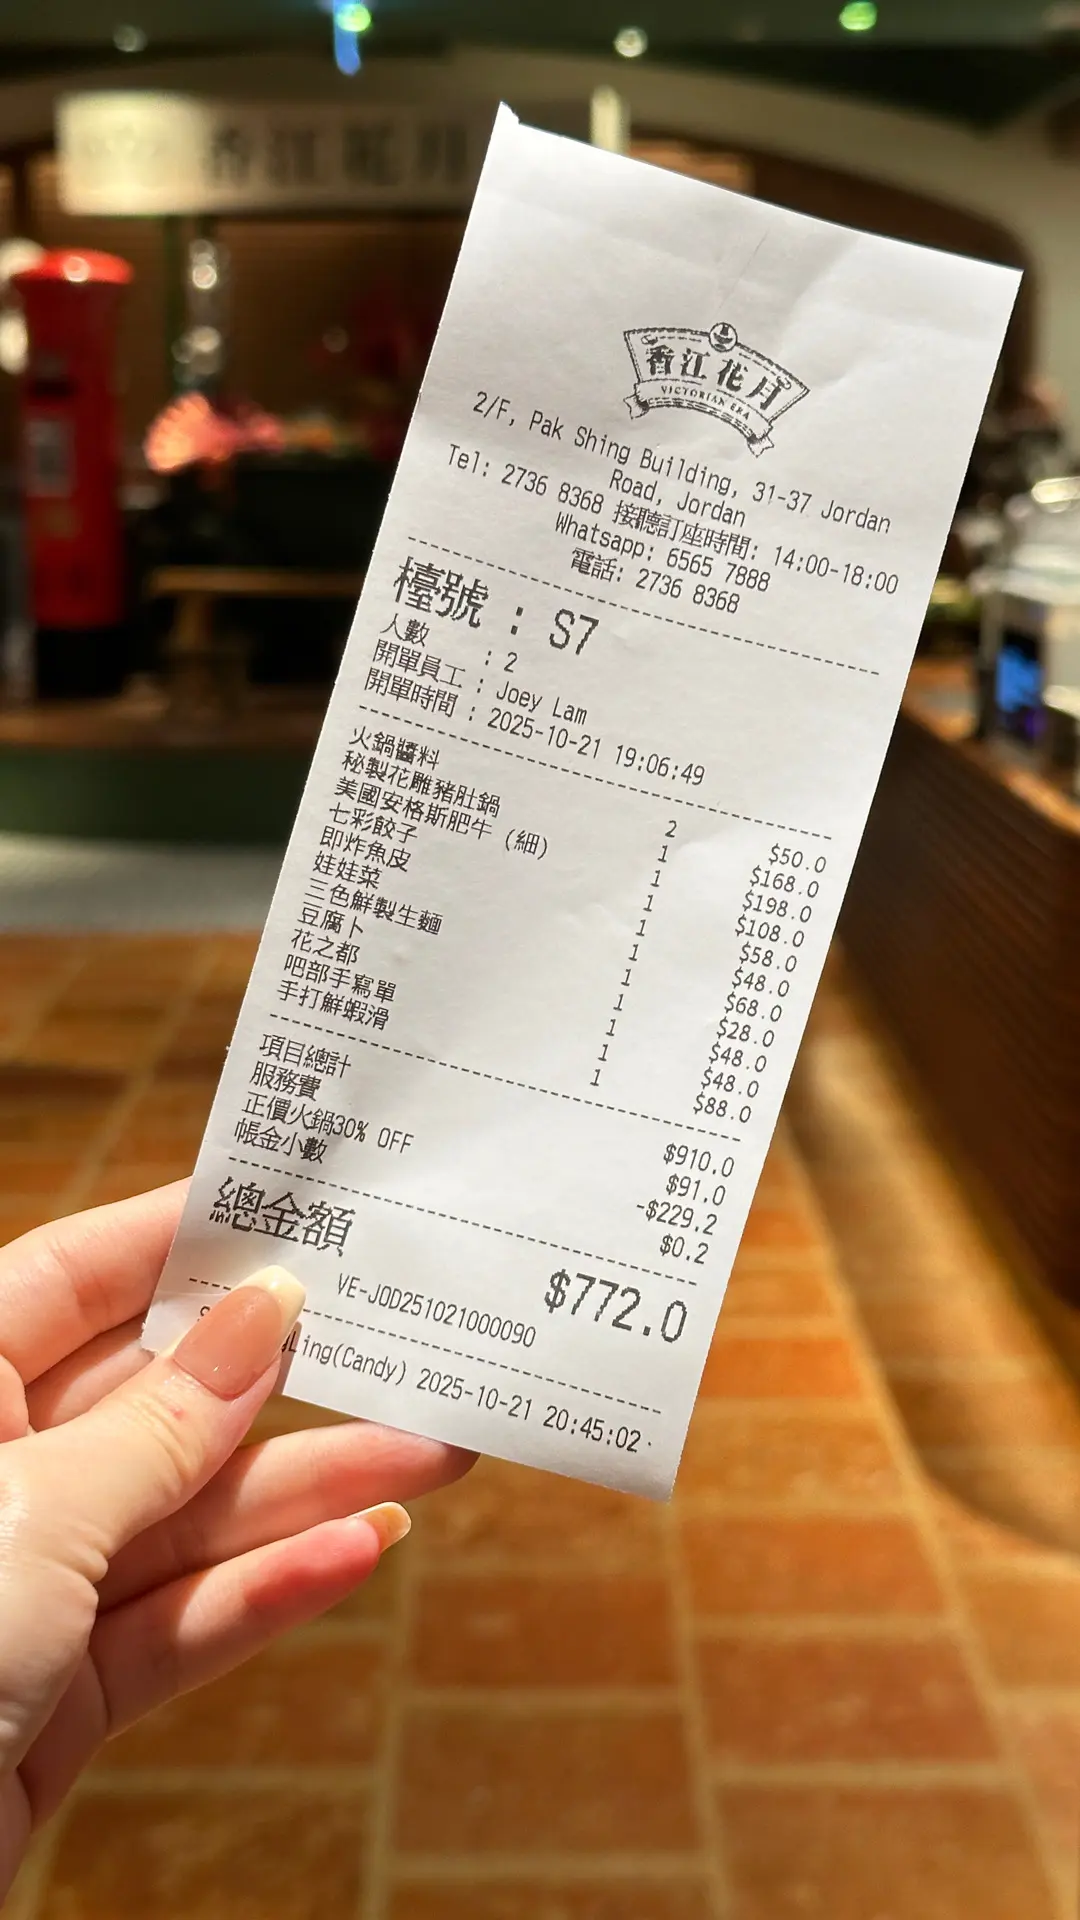 香江花月
香江花月
VICTORIAN ERA
2/F, Pak Shing Building, 31-37 Jordan
Road, Jordan
Tel: 2736 8368 接聽訂座時間: 14:00-18:00
Whatsapp: 6565 7888
電話: 2736 8368
檯號 : S7
人數 : 2
開單員工 : Joey Lam
開單時間 : 2025-10-21 19:06:49
火鍋醬料 2 $50.0
秘製花雕豬肚鍋 1 $168.0
美國安格斯肥牛 (細) 1 $198.0
七彩餃子 1 $108.0
即炸魚皮 1 $58.0
娃娃菜 1 $48.0
三色鮮製生麵 1 $68.0
豆腐卜 1 $28.0
花之都 1 $48.0
吧部手寫單 1 $48.0
手打鮮蝦滑 1 $88.0
項目總計 $910.0
服務費 $91.0
正價火鍋30% OFF -$229.2
帳金小數 $0.2
總金額 $772.0
VE-JOD251021000090
Ling(Candy) 2025-10-21 20:45:02